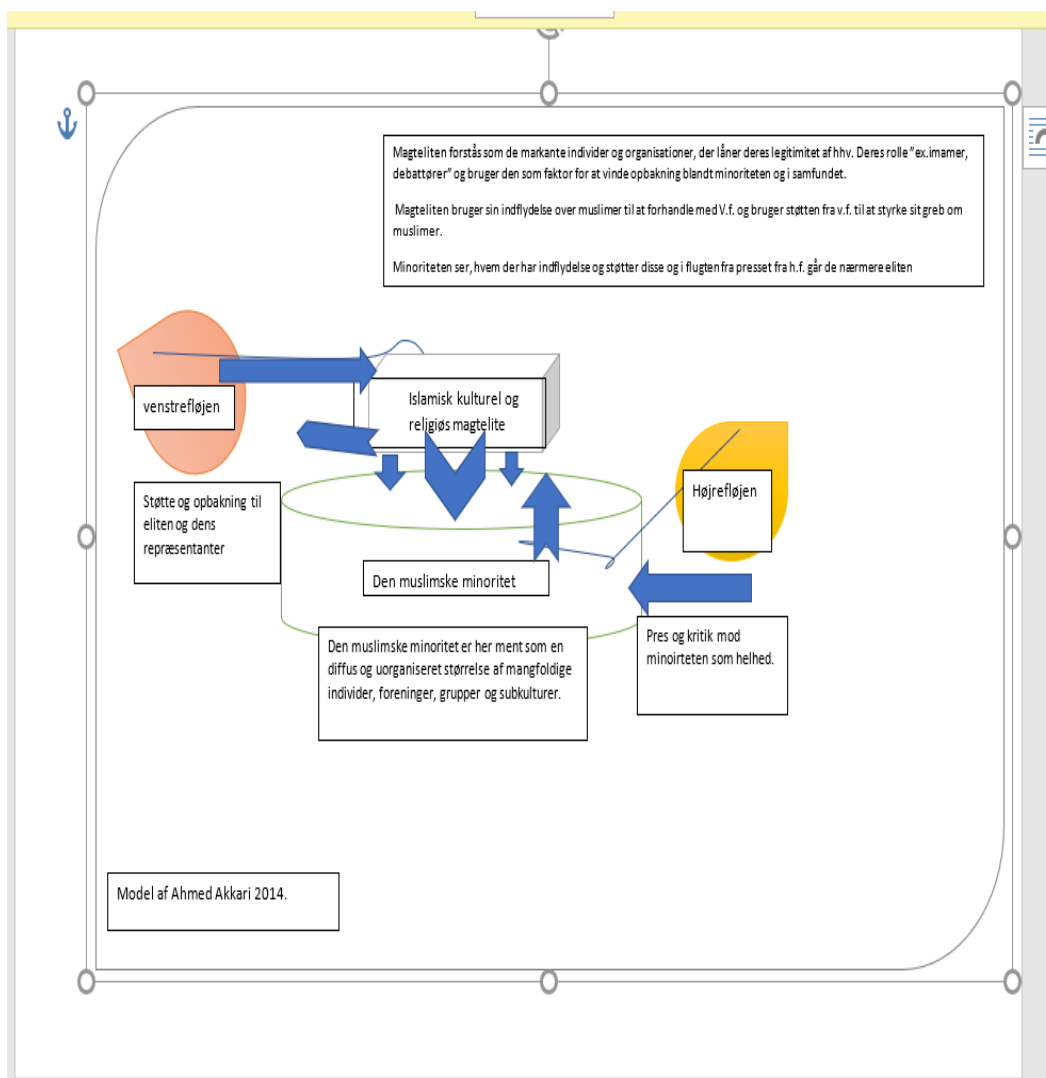 Magteliten forstås som de markante individer og organisationer, der låner deres legitimitet af hhv. Deres rolle "ex.imamer,
debattører" og bruger den som faktor for at vinde opbakning blandt minoriteten og i samfundet.
Magteliten bruger sin indflydelse over muslimer til at forhandle med V.f. og bruger støtten fra v.f. til at styrke sit greb om
muslimer.
Minoriteten ser, hvem der har indflydelse og støtter disse og i flugten fra presset fra h.f. går de nærmere eliten
venstrefløjen
Islamisk kulturel og
religiøs magtelite
Støtte og opbakning til
eliten og dens
repræsentanter
Højrefløjen
Den muslimske minoritet
Den muslimske minoritet er her ment som en
diffus og uorganiseret størrelse af mangfoldige
individer, foreninger, grupper og subkulturer.
Pres og kritik mod
minoirteten som helhed.
Model af Ahmed Akkari 2014.